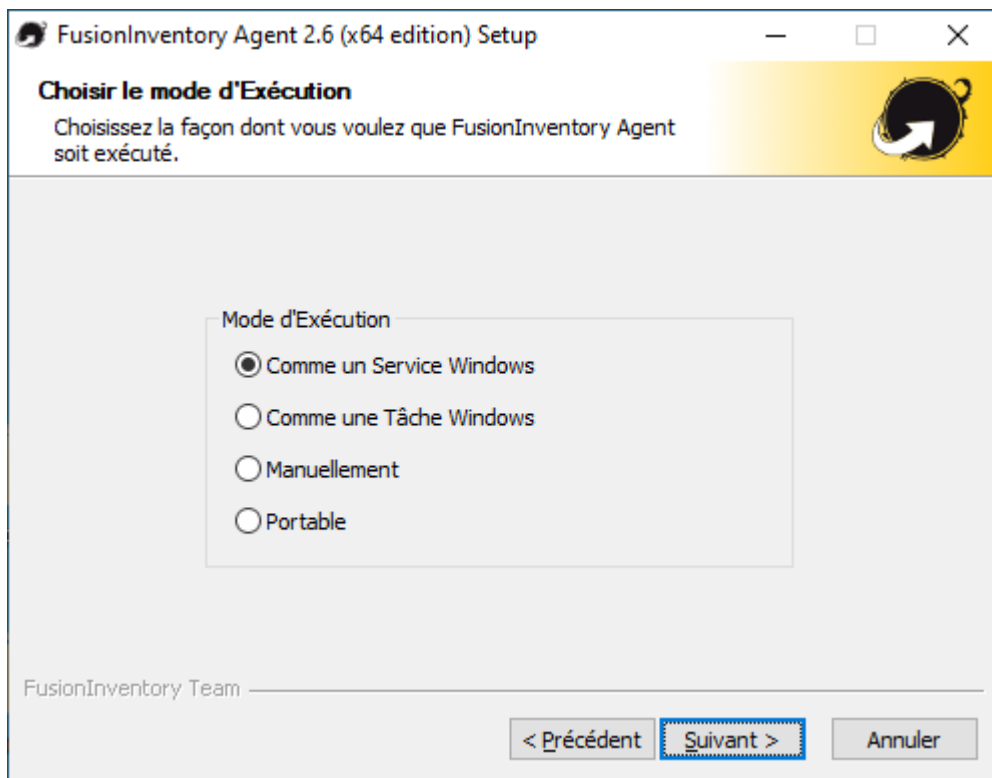 FusionInventory Agent 2.6 (x64 edition) Setup
Choisir le mode d'Exécution
Choisissez la façon dont vous voulez que FusionInventory Agent
soit exécuté.
Mode d'Exécution
Comme un Service Windows
Comme une Tâche Windows
Manuellement
Portable
FusionInventory Team
< Précédent
Suivant >
Annuler